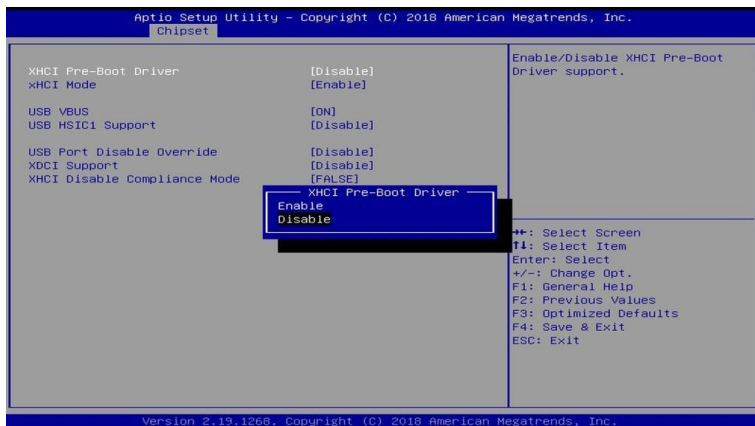 Aptio Setup Utility – Copyright (C) 2018 American Megatrends, Inc.
Chipset
XHCI Pre-Boot Driver [Disable]
xHCI Mode [Enable]
USB VBUS [ON]
USB HSIC1 Support [Disable]
USB Port Disable Override [Disable]
XDCI Support [Disable]
XHCI Disable Compliance Mode [FALSE]
XHCI Pre-Boot Driver
Enable
Disable
Enable/Disable XHCI Pre-Boot
Driver support.
→←: Select Screen
↑↓: Select Item
Enter: Select
+/-: Change Opt.
F1: General Help
F2: Previous Values
F3: Optimized Defaults
F4: Save & Exit
ESC: Exit
Version 2.19.1268. Copyright (C) 2018 American Megatrends, Inc.